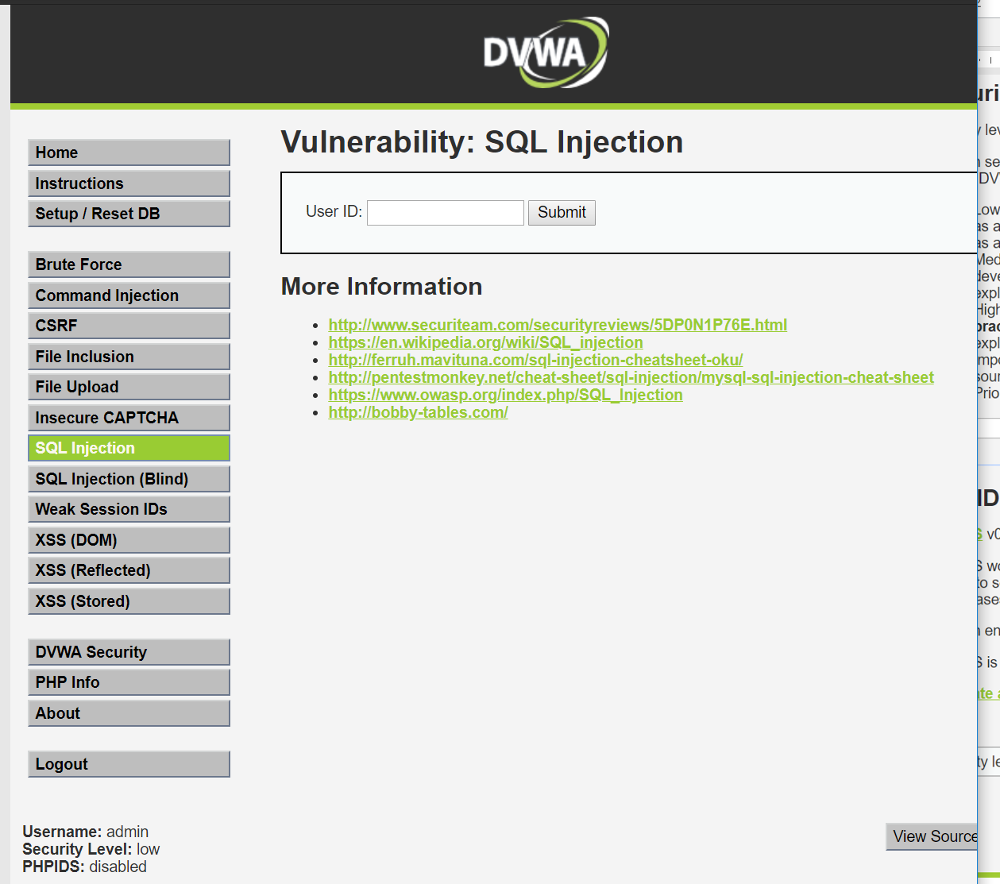 DVWA
Vulnerability: SQL Injection
Home
Instructions
Setup / Reset DB
Brute Force
Command Injection
CSRF
File Inclusion
File Upload
Insecure CAPTCHA
SQL Injection
SQL Injection (Blind)
Weak Session IDs
XSS (DOM)
XSS (Reflected)
XSS (Stored)
DVWA Security
PHP Info
About
Logout
User ID:
Submit
More Information
http://www.securiteam.com/securityreviews/5DP0N1P76E.html
https://en.wikipedia.org/wiki/SQL_injection
http://ferruh.mavituna.com/sql-injection-cheatsheet-oku/
http://pentestmonkey.net/cheat-sheet/sql-injection/mysql-sql-injection-cheat-sheet
https://www.owasp.org/index.php/SQL_Injection
http://bobby-tables.com/
Username: admin
Security Level: low
PHPIDS: disabled
View Source